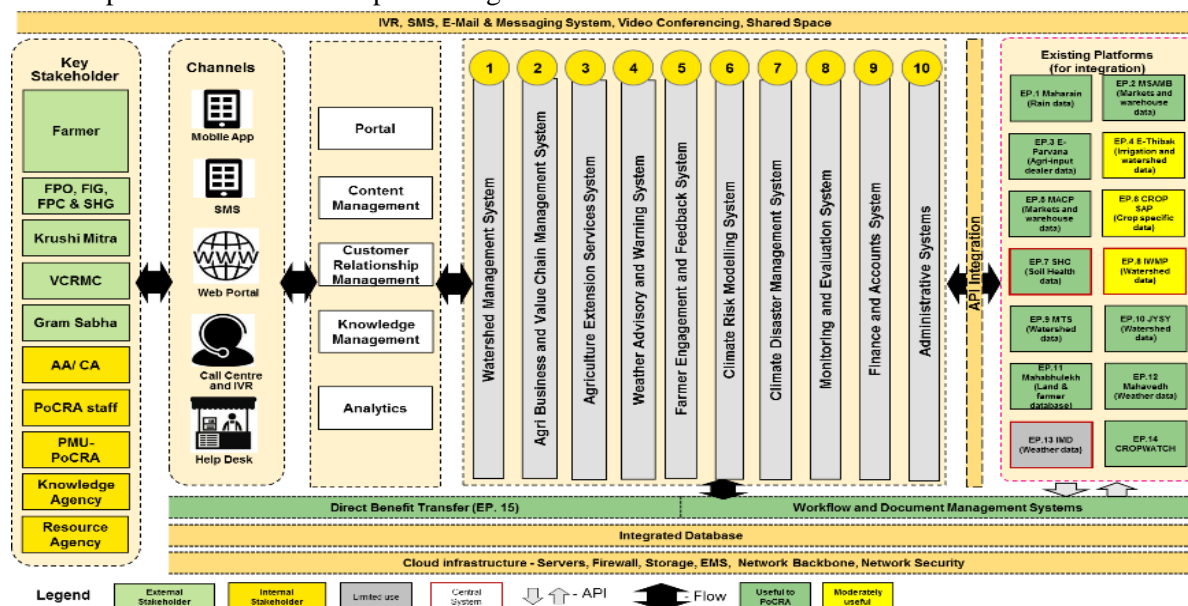 IVR, SMS, E-Mail & Messaging System, Video Conferencing, Shared Space
Key
Stakeholder
Farmer
FPO, FIG,
FPC & SHG
Krushi Mitra
VCRMC
Gram Sabha
AA/ CA
PoCRA staff
PMU-
PoCRA
Knowledge
Agency
Resource
Agency
Channels
Mobile App
SMS
WWW
Web Portal
Call Centre
and IVR
Help Desk
Portal
Content
Management
Customer
Relationship
Management
Knowledge
Management
Analytics
1
Watershed Management System
2
Agri Business and Value Chain Management System
3
Agriculture Extension Services System
4
Weather Advisory and Warning System
5
Farmer Engagement and Feedback System
6
Climate Risk Modelling System
7
Climate Disaster Management System
8
Monitoring and Evaluation System
9
Finance and Accounts System
10
Administrative Systems
API Integration
Existing Platforms
(for integration)
EP.1 Maharain
(Rain data)
EP.2 MSAMB
(Markets and
warehouse
data)
EP.3 E-
Parvana
(Agri-input
dealer data)
EP.4 E-Thibak
(Irrigation and
watershed
data)
EP.5 MACP
(Markets and
warehouse
data)
EP.6 CROP
SAP
(Crop specific
data)
EP.7 SHC
(Soil Health
data)
EP.8 IWMP
(Watershed
data)
EP.9 MTS
(Watershed
data)
EP.10 JYSY
(Watershed
data)
EP.11
Mahabhulekh
(Land &
farmer
database)
EP.12
Mahavedh
(Weather data)
EP.13 IMD
(Weather data)
EP.14
CROPWATCH
Direct Benefit Transfer (EP. 15)
Workflow and Document Management Systems
Integrated Database
Cloud infrastructure - Servers, Firewall, Storage, EMS, Network Backbone, Network Security
Legend
External
Stakeholder
Internal
Stakeholder
Limited use
Central
System
- API
- Flow
Useful to
PoCRA
Moderately
useful